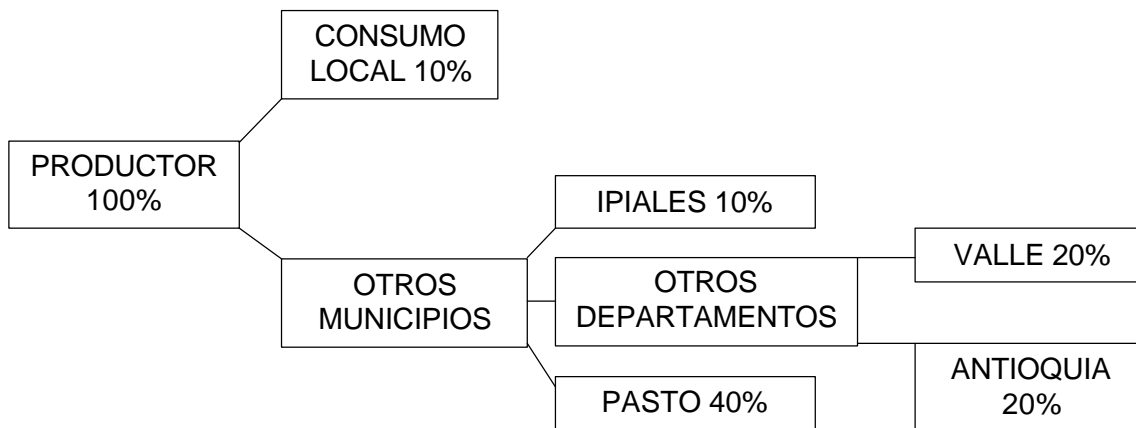 CONSUMO
LOCAL 10%
PRODUCTOR
100%
IPIALES 10%
VALLE 20%
OTROS
MUNICIPIOS
OTROS
DEPARTAMENTOS
PASTO 40%
ANTIOQUIA
20%